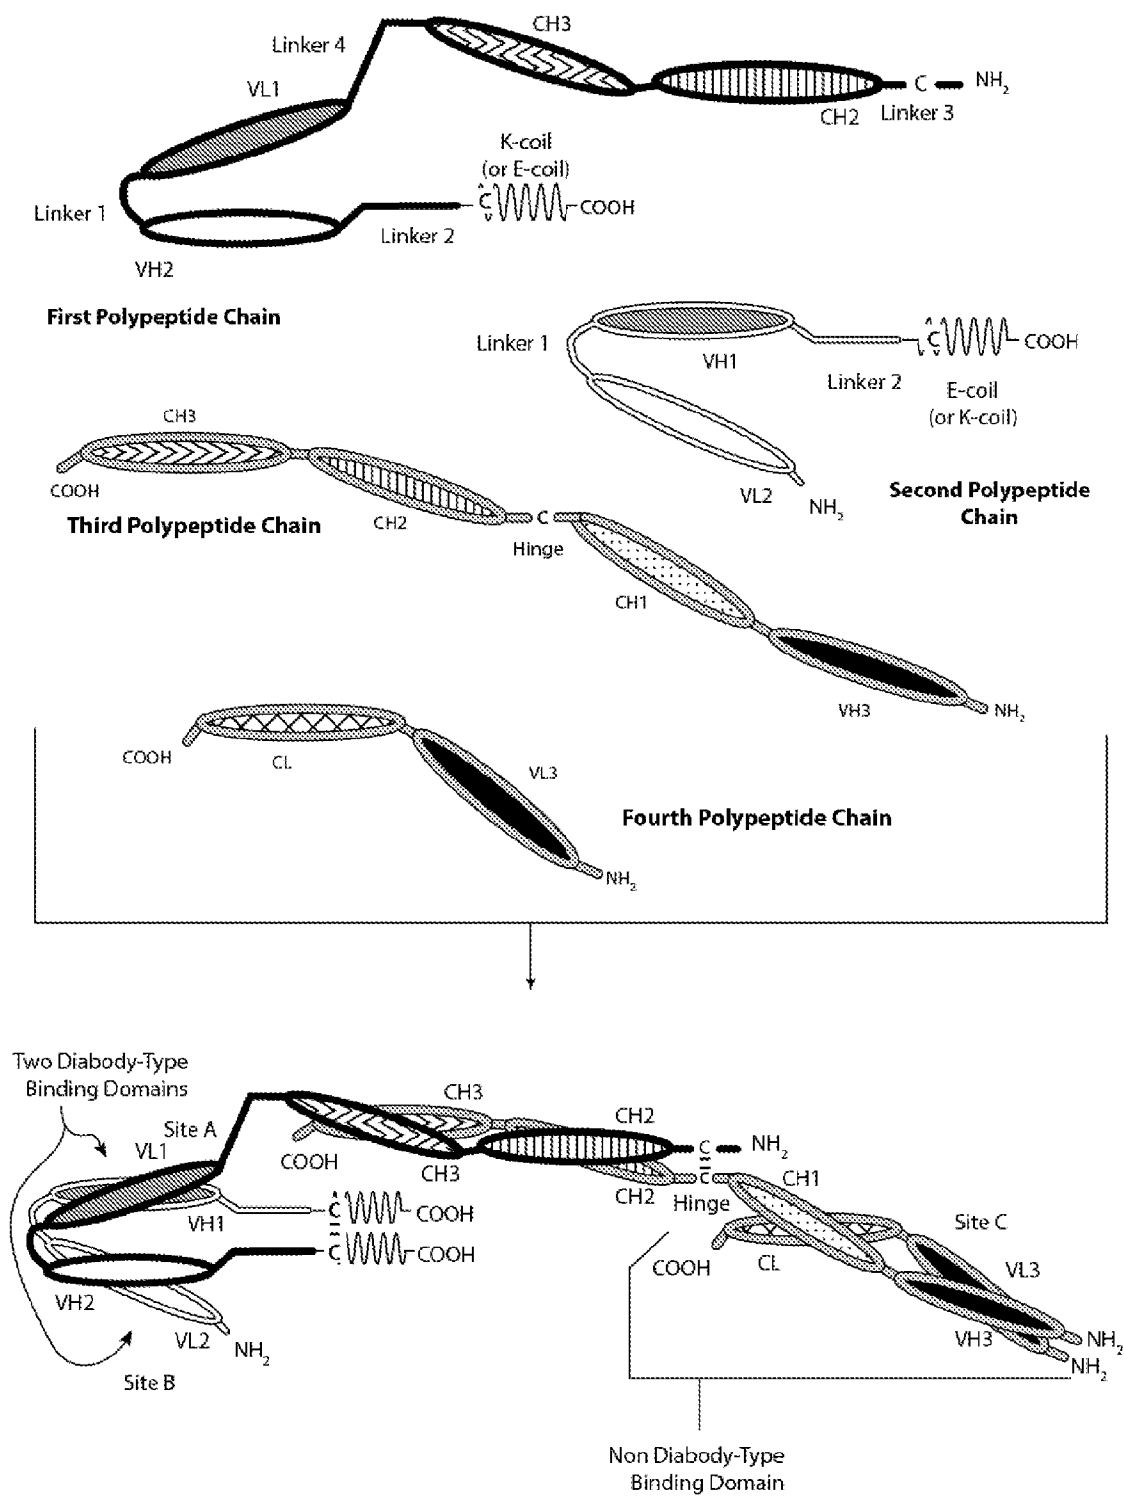 CH3
Linker 4
VL1
C
NH2
CH2
Linker 3
K-coil
(or E-coil)
C
COOH
Linker 1
Linker 2
VH2
First Polypeptide Chain
Linker 1
C
COOH
VH1
Linker 2
E-coil
(or K-coil)
CH3
COOH
VL2
NH2
Second Polypeptide
Chain
Third Polypeptide Chain
CH2
C
Hinge
CH1
VH3
NH2
COOH
CL
VL3
Fourth Polypeptide Chain
NH2
Two Diabody-Type
Binding Domains
Site A
VL1
CH3
CH2
C
NH2
COOH
CH3
CH2
C
Hinge
CH1
VH1
C
COOH
C
COOH
Site C
COOH
CL
VL3
VH2
VL2
NH2
VH3
NH2
NH2
Site B
Non Diabody-Type
Binding Domain